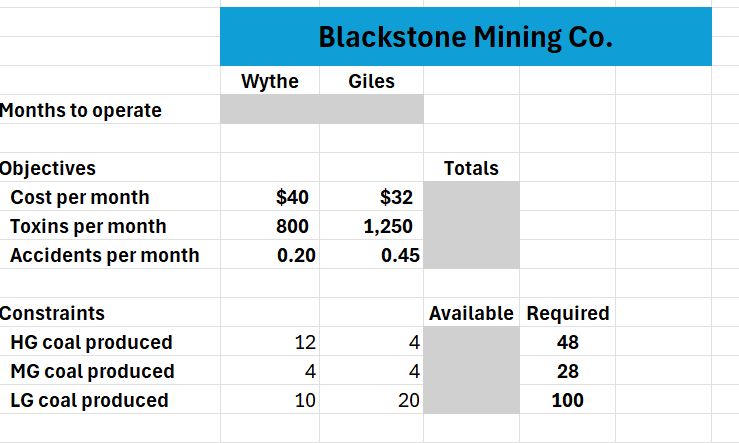 Blackstone Mining Co.
Wythe Giles
Months to operate
Objectives Totals
Cost per month $40 $32
Toxins per month 800 1,250
Accidents per month 0.20 0.45
Constraints Available Required
HG coal produced 12 4 48
MG coal produced 4 4 28
LG coal produced 10 20 100